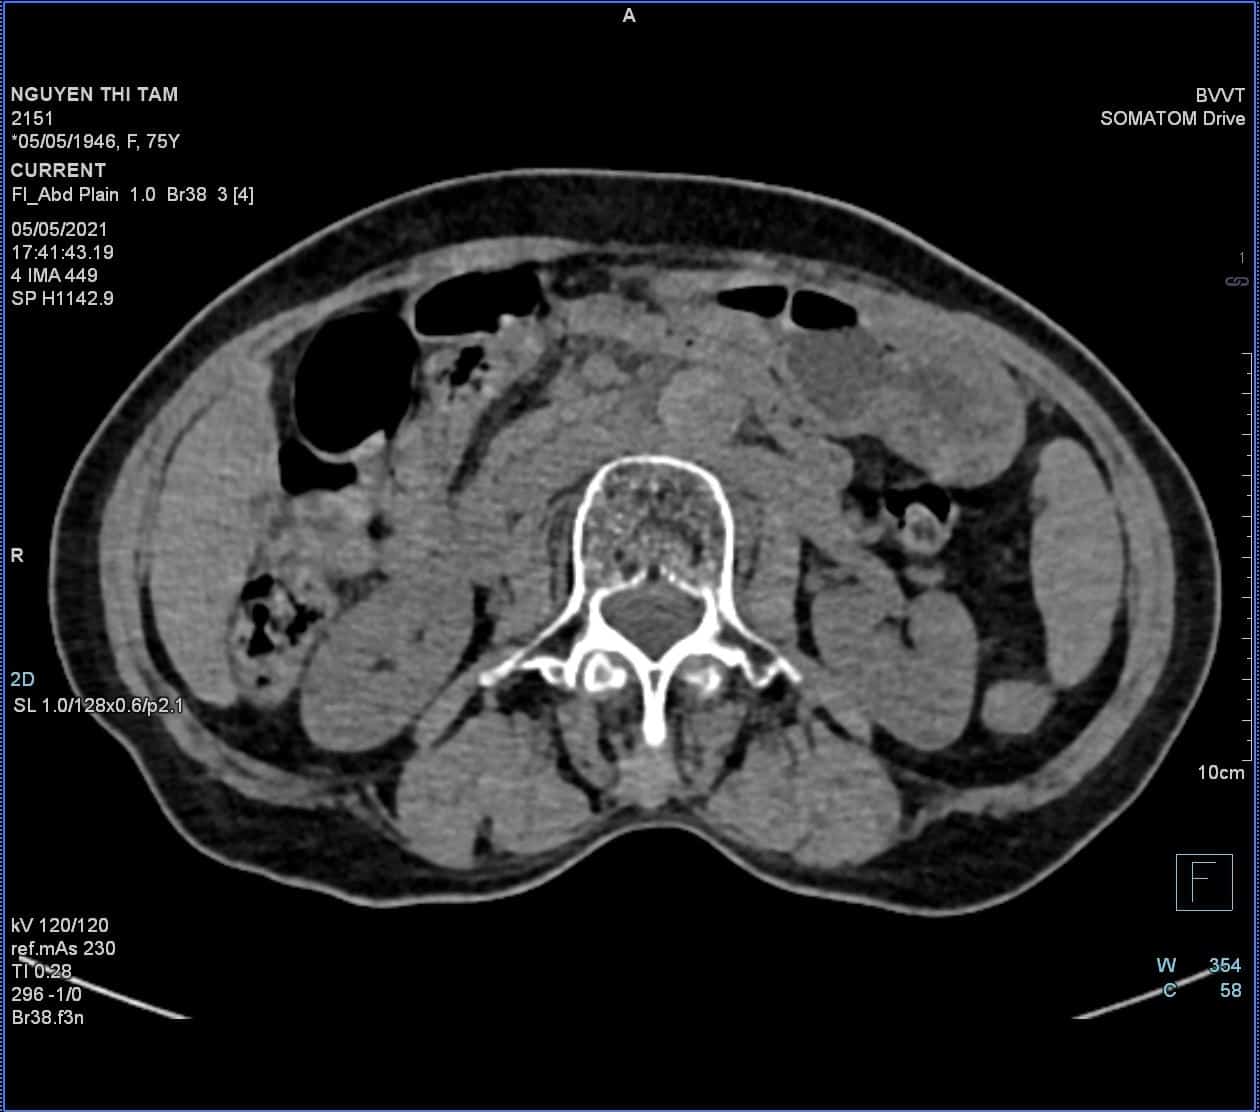 A
NGUYEN THI TAM
2151
*05/05/1946, F, 75Y
CURRENT
Fl_Abd Plain 1.0 Br38 3 [4]
05/05/2021
17:41:43.19
4 IMA 449
SP H1142.9
BVVT
SOMATOM Drive
1
R
2D
SL 1.0/128x0.6/p2.1
10cm
F
kV 120/120
ref.mAs 230
TI 0.28
296 -1/0
Br38.f3n
W 354
C 58